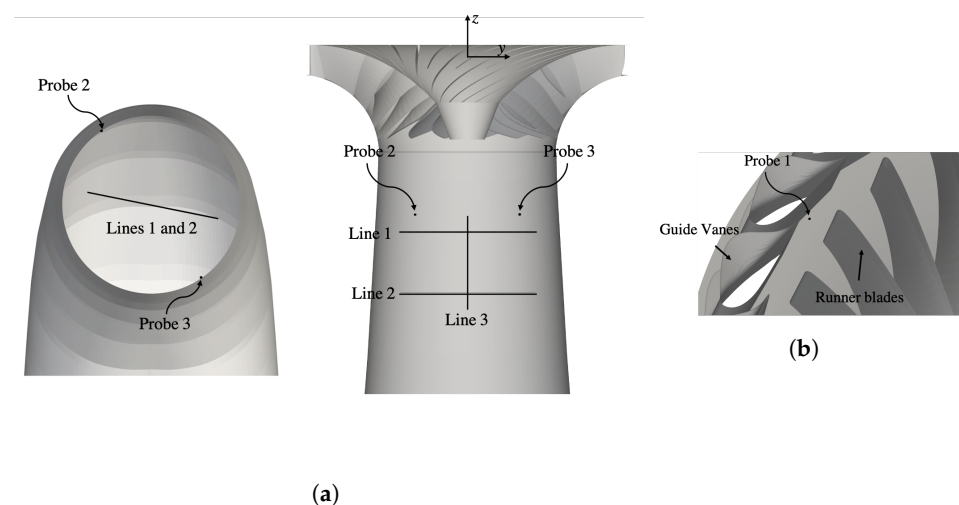 Probe 2
Lines 1 and 2
Probe 3
z
y
Probe 2
Probe 3
Line 1
Line 2
Line 3
(a)
Probe 1
Guide Vanes
Runner blades
(b)